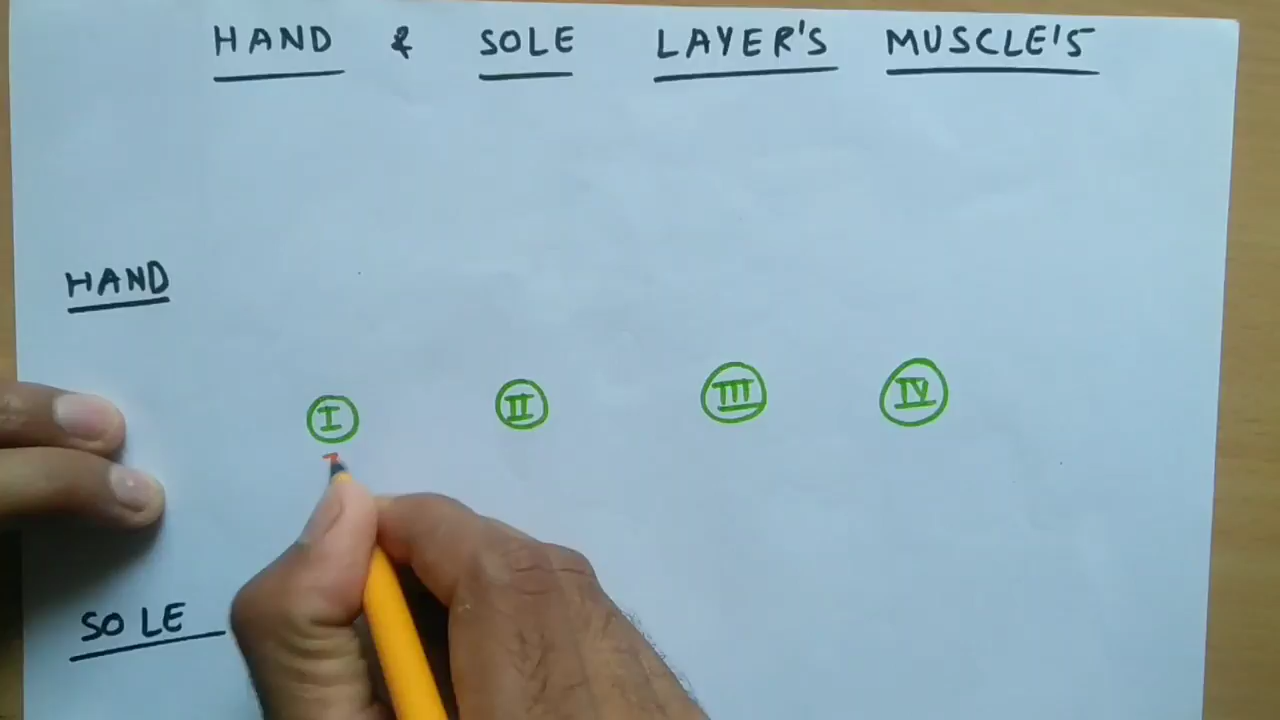 HAND & SOLE LAYER'S MUSCLE'S
HAND
I II III IV
SOLE